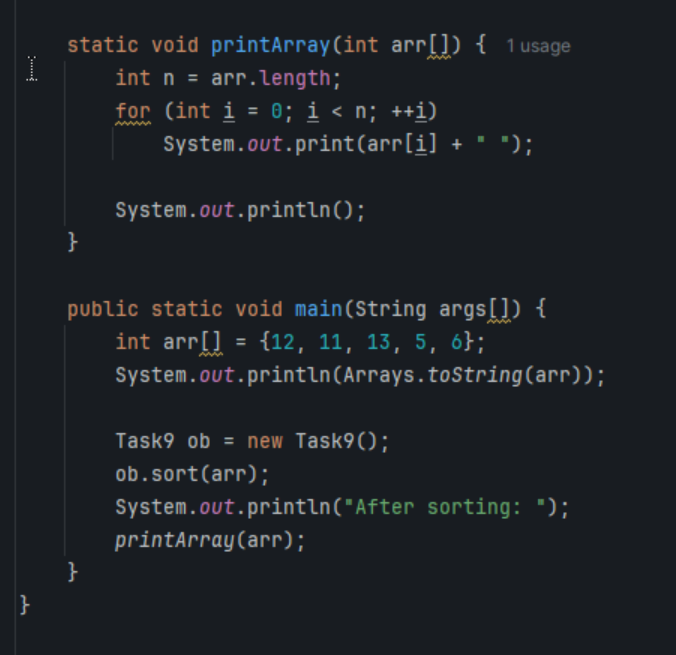 static void printArray(int arr[]) { 1 usage
int n = arr.length;
for (int i = 0; i < n; ++i)
System.out.print(arr[i] + " ");
System.out.println();
}
public static void main(String args[]) {
int arr[] = {12, 11, 13, 5, 6};
System.out.println(Arrays.toString(arr));
Task9 ob = new Task9();
ob.sort(arr);
System.out.println("After sorting: ");
printArray(arr);
}
}